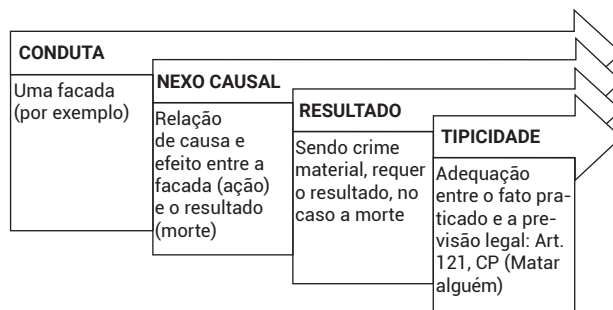 CONDUTA
Uma facada
(por exemplo)
NEXO CAUSAL
Relação
de causa e
efeito entre a
facada (ação)
e o resultado
(morte)
RESULTADO
Sendo crime
material, requer
o resultado, no
caso a morte
TIPICIDADE
Adequação
entre o fato pra-
ticado e a pre-
visão legal: Art.
121, CP (Matar
alguém)